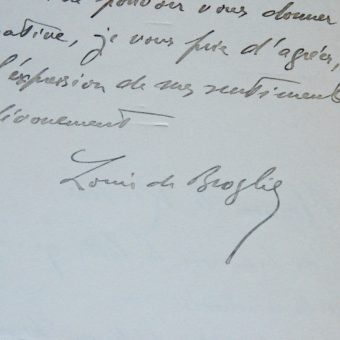 pouvoir vous donner
ative, je vous prie d'agréer,
l'expression de mes sentiments
dévouement
Louis de Broglie